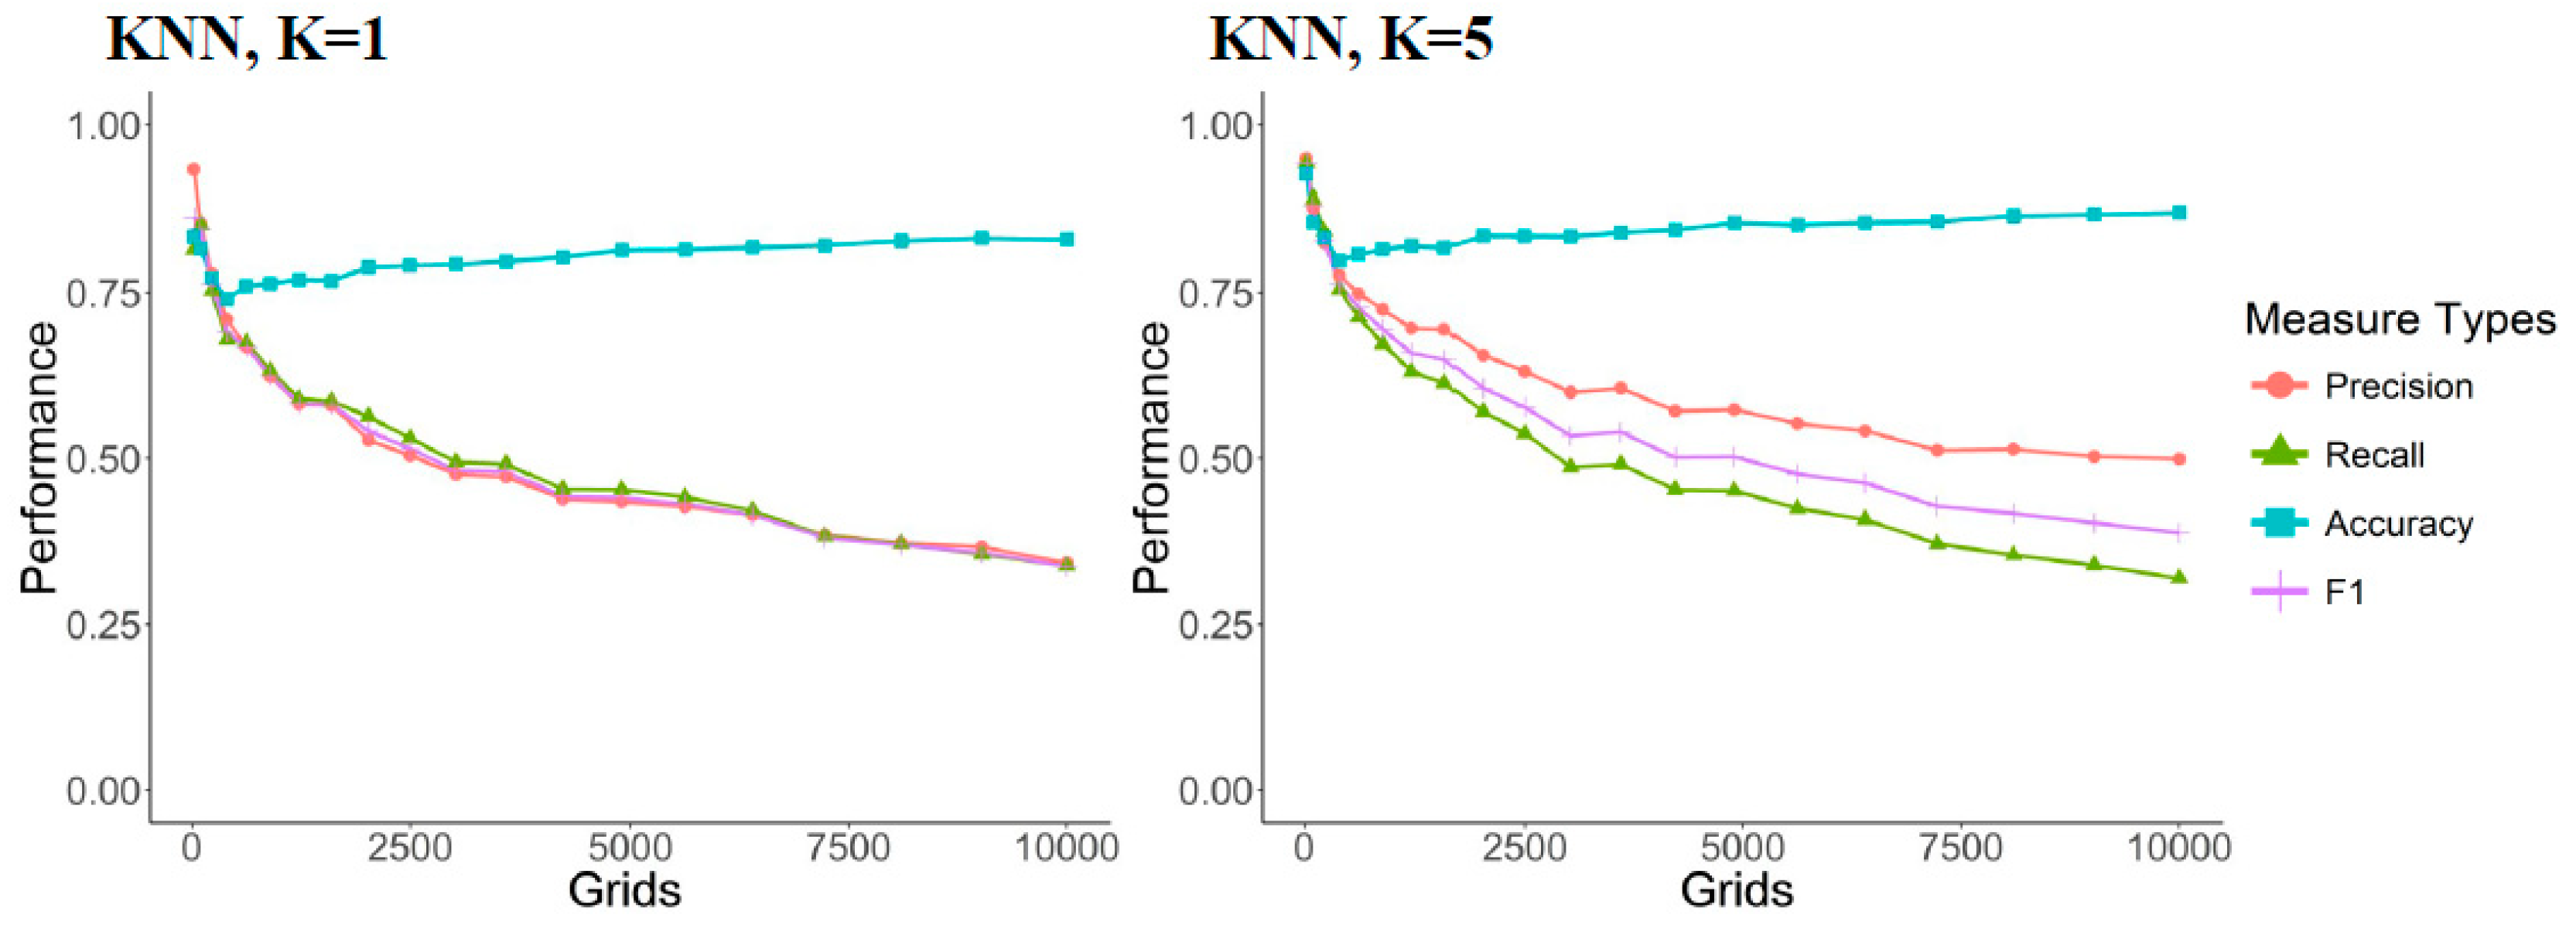 KNN, K=1
1.00
0.75
0.50
0.25
0.00
Performance
0 2500 5000 7500 10000
Grids
KNN, K=5
1.00
0.75
0.50
0.25
0.00
Performance
0 2500 5000 7500 10000
Grids
Measure Types
Precision
Recall
Accuracy
F1